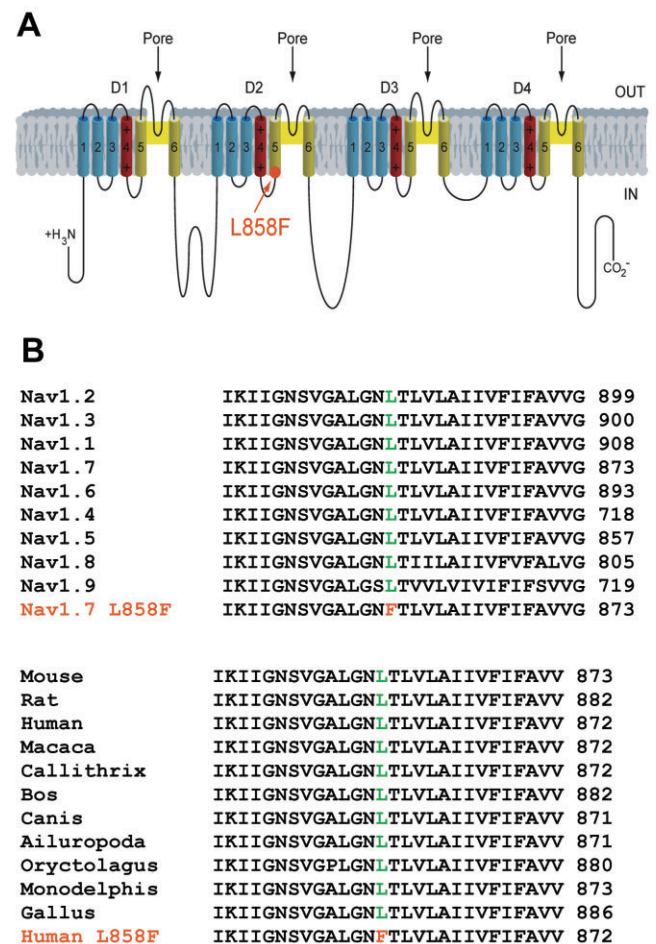 A
Pore Pore Pore Pore
D1 D2 D3 D4
OUT
1 2 3 +4+ 5 6 1 2 3 +4+ 5 6 1 2 3 +4+ 5 6 1 2 3 +4+ 5 6
IN
L858F
+H₃N
CO₂⁻
B
Nav1.2 IKIIGNSVGALGNLTLVLAIIVFIFAVVG 899
Nav1.3 IKIIGNSVGALGNLTLVLAIIVFIFAVVG 900
Nav1.1 IKIIGNSVGALGNLTLVLAIIVFIFAVVG 908
Nav1.7 IKIIGNSVGALGNLTLVLAIIVFIFAVVG 873
Nav1.6 IKIIGNSVGALGNLTLVLAIIVFIFAVVG 893
Nav1.4 IKIIGNSVGALGNLTLVLAIIVFIFAVVG 718
Nav1.5 IKIIGNSVGALGNLTLVLAIIVFIFAVVG 857
Nav1.8 IKIIGNSVGALGNLTIILAIIVFVFALVG 805
Nav1.9 IKIIGNSVGALGSLTVVLVIVIFIFSVVG 719
Nav1.7 L858F IKIIGNSVGALGNFTLVLAIIVFIFAVVG 873
Mouse IKIIGNSVGALGNLTLVLAIIVFIFAVV 873
Rat IKIIGNSVGALGNLTLVLAIIVFIFAVV 882
Human IKIIGNSVGALGNLTLVLAIIVFIFAVV 872
Macaca IKIIGNSVGALGNLTLVLAIIVFIFAVV 872
Callithrix IKIIGNSVGALGNLTLVLAIIVFIFAVV 872
Bos IKIIGNSVGALGNLTLVLAIIVFIFAVV 882
Canis IKIIGNSVGALGNLTLVLAIIVFIFAVV 871
Ailuropoda IKIIGNSVGALGNLTLVLAIIVFIFAVV 871
Oryctolagus IKIIGNSVGPLGNLTLVLAIIVFIFAVV 880
Monodelphis IKIIGNSVGALGNLTLVLAIIVFIFAVV 873
Gallus IKIIGNSVGALGNLTLVLAIIVFIFAVV 886
Human L858F IKIIGNSVGALGNFTLVLAIIVFIFAVV 872